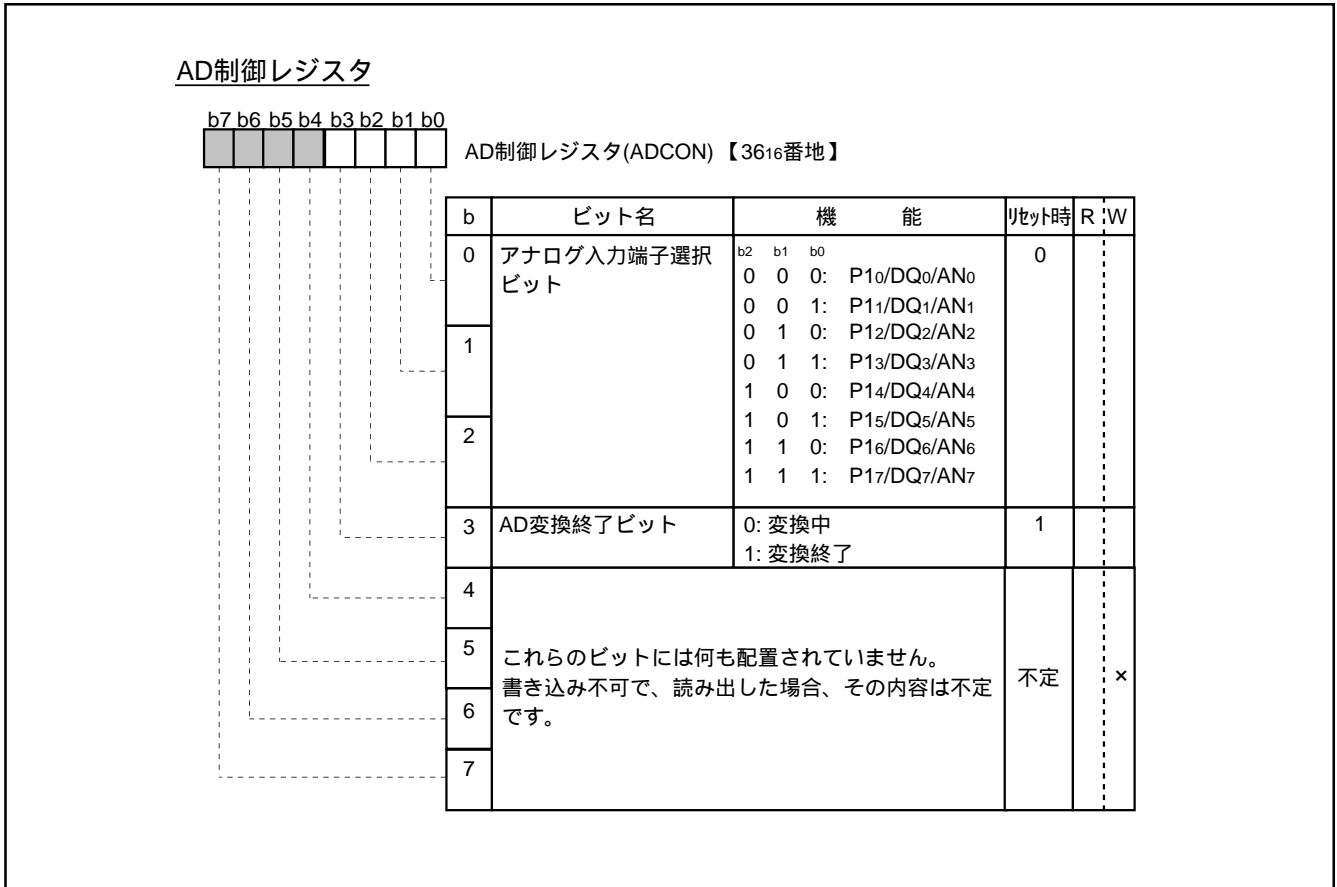 AD制御レジスタ
b7 b6 b5 b4 b3 b2 b1 b0
AD制御レジスタ(ADCON)【3616番地】
b ビット名 機 能 リセット時 R W
0 アナログ入力端子選択 b2 b1 b0 0
ビット 0 0 0: P10/DQ0/AN0
0 0 1: P11/DQ1/AN1
0 1 0: P12/DQ2/AN2
1 0 1 1: P13/DQ3/AN3
1 0 0: P14/DQ4/AN4
1 0 1: P15/DQ5/AN5
2 1 1 0: P16/DQ6/AN6
1 1 1: P17/DQ7/AN7
3 AD変換終了ビット 0: 変換中 1
1: 変換終了
4
5 これらのビットには何も配置されていません。
書き込み不可で、読み出した場合、その内容は不定 不定 ×
6 です。
7